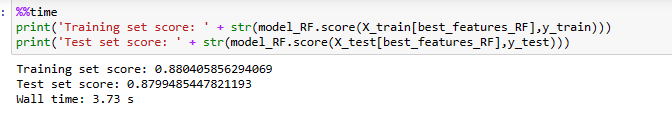 : %%time
print('Training set score: ' + str(model_RF.score(X_train[best_features_RF],y_train)))
print('Test set score: ' + str(model_RF.score(X_test[best_features_RF],y_test)))
Training set score: 0.880405856294069
Test set score: 0.8799485447821193
Wall time: 3.73 s